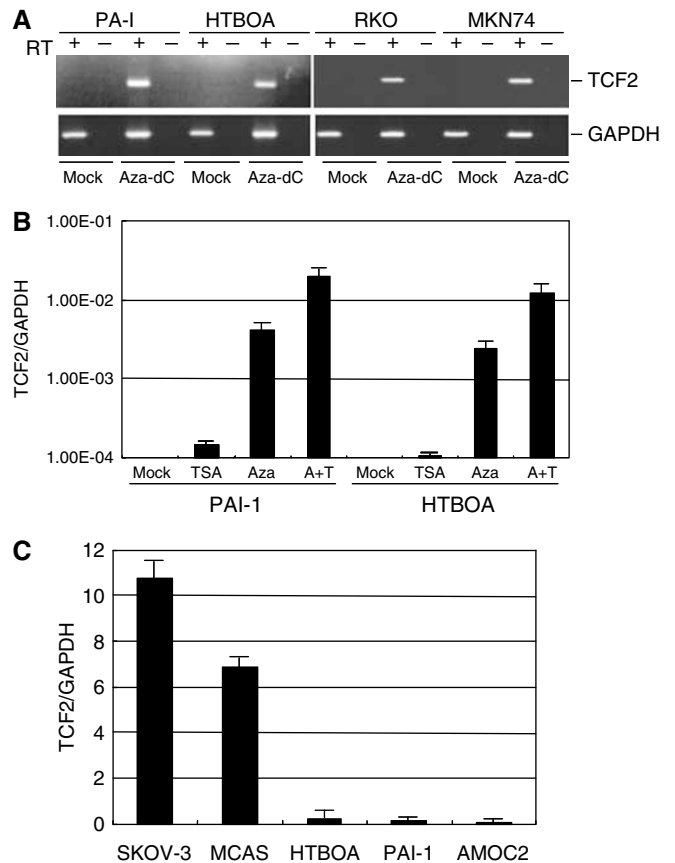 A
PA-I HTBOA RKO MKN74
RT + – + – + – + – + – + – + – + –
– TCF2
– GAPDH
Mock Aza-dC Mock Aza-dC Mock Aza-dC Mock Aza-dC
B
TCF2/GAPDH
1.00E-01
1.00E-02
1.00E-03
1.00E-04
Mock TSA Aza A+T Mock TSA Aza A+T
PAI-1 HTBOA
C
TCF2/GAPDH
12
10
8
6
4
2
0
SKOV-3 MCAS HTBOA PAI-1 AMOC2